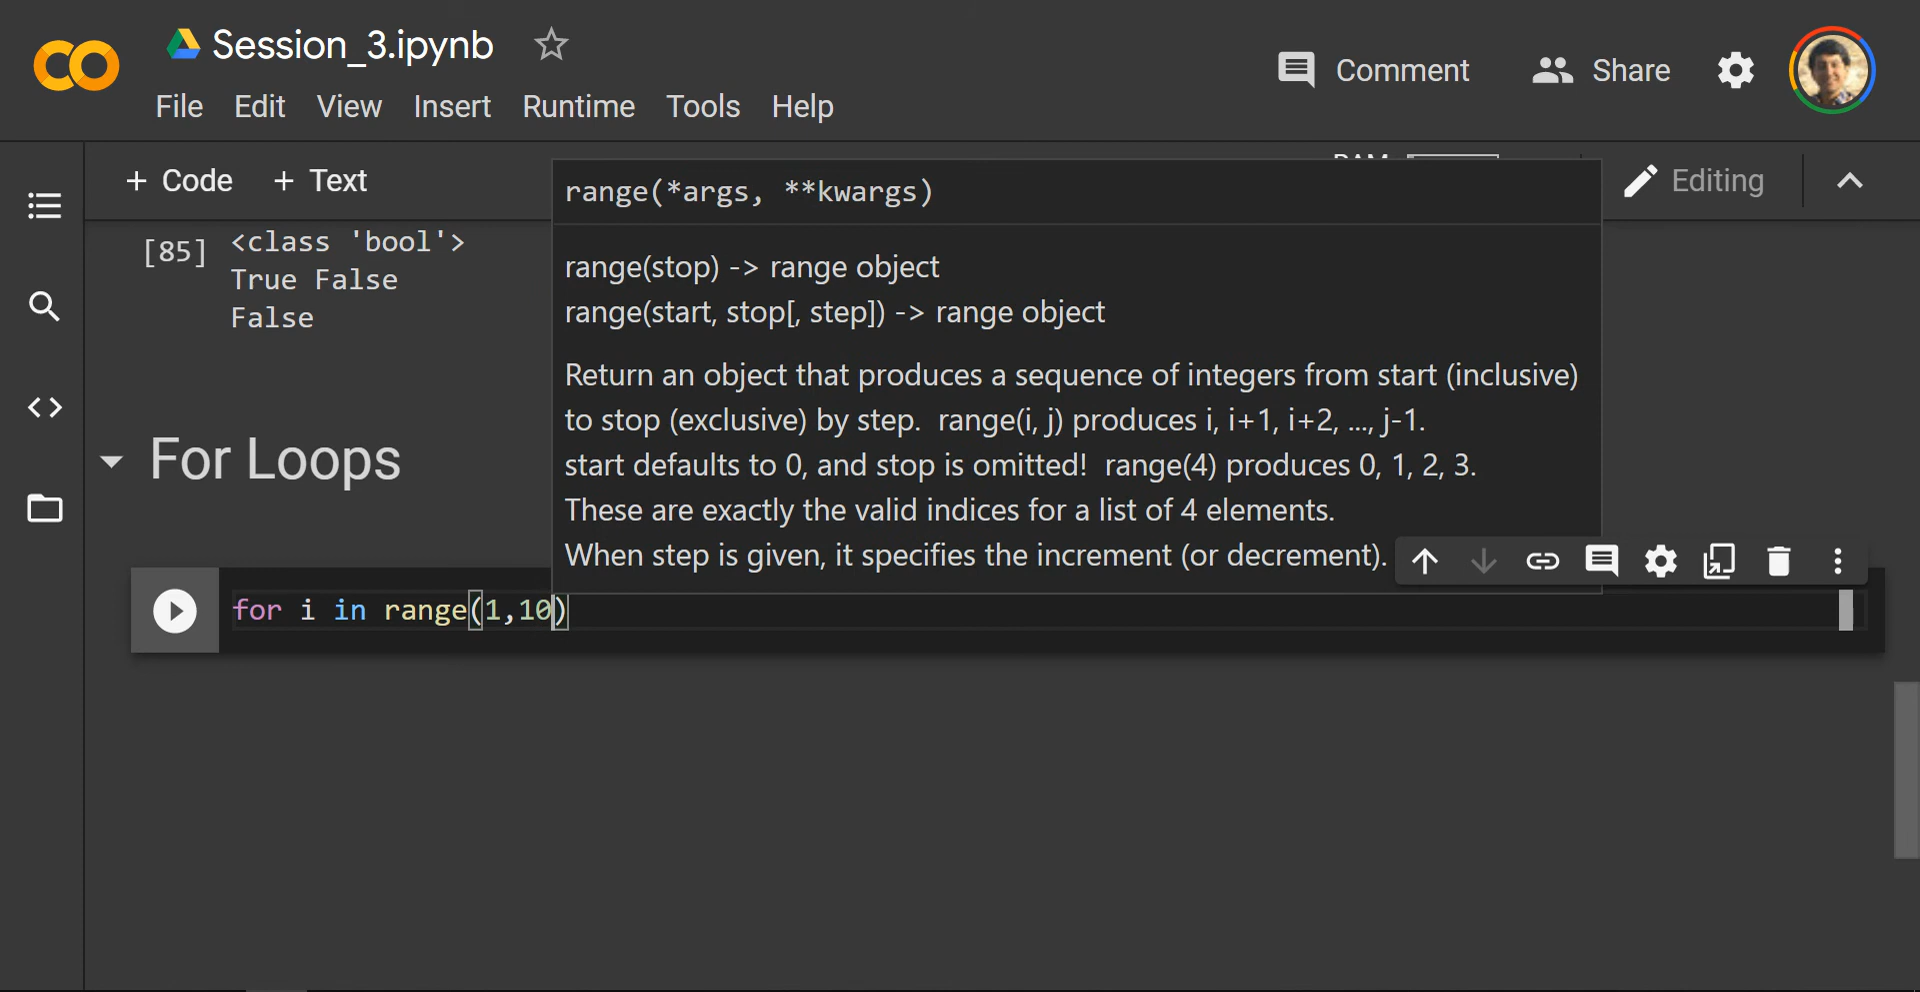 Session_3.ipynb
Comment
Share
File Edit View Insert Runtime Tools Help
+ Code + Text
Editing
range(*args, **kwargs)
range(stop) -> range object
range(start, stop[, step]) -> range object
Return an object that produces a sequence of integers from start (inclusive)
to stop (exclusive) by step.  range(i, j) produces i, i+1, i+2, ..., j-1.
start defaults to 0, and stop is omitted!  range(4) produces 0, 1, 2, 3.
These are exactly the valid indices for a list of 4 elements.
When step is given, it specifies the increment (or decrement).
[85] <class 'bool'>
True False
False
For Loops
for i in range(1,10)